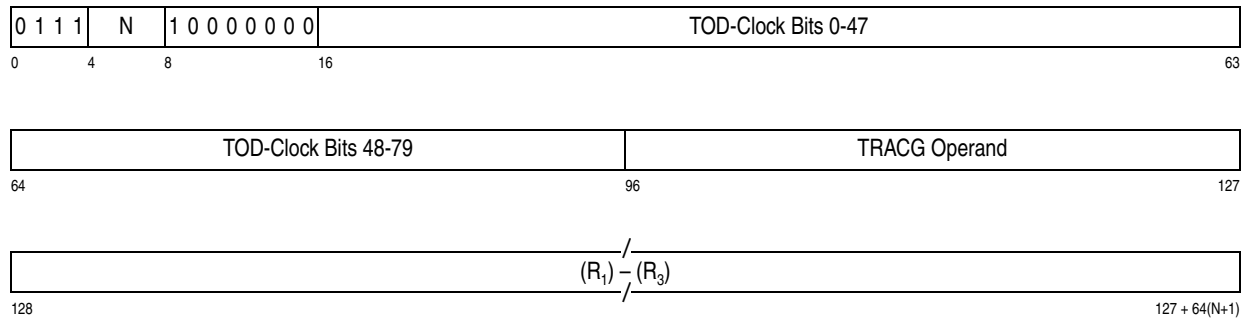 0 1 1 1 N 1 0 0 0 0 0 0 0 TOD-Clock Bits 0-47
0 4 8 16 63
TOD-Clock Bits 48-79 TRACG Operand
64 96 127
(R₁) – (R₃)
128 127 + 64(N+1)